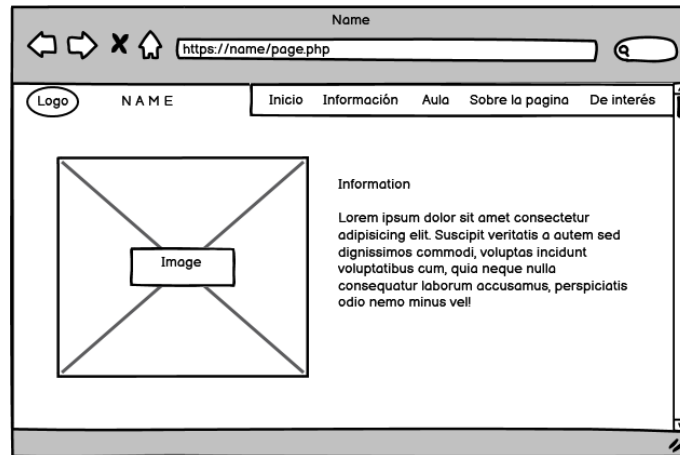 Name
https://name/page.php
Logo
NAME
Inicio Información Aula Sobre la pagina De interés
Image
Information
Lorem ipsum dolor sit amet consectetur
adipisicing elit. Suscipit veritatis a autem sed
dignissimos commodi, voluptas incidunt
voluptatibus cum, quia neque nulla
consequatur laborum accusamus, perspiciatis
odio nemo minus vel!